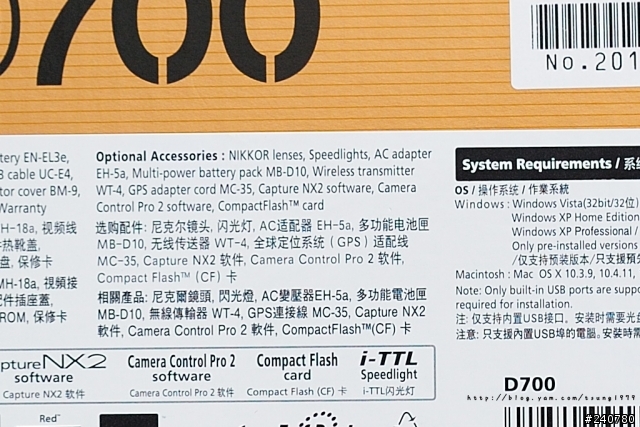 D700
No.201
tery EN-EL3e,
B cable UC-E4,
tor cover BM-9,
Warranty
H-18a, 视频线
件热靴盖,
盘, 保修卡
MH-18a, 視頻接
配件插座蓋,
ROM, 保修卡
Optional Accessories : NIKKOR lenses, Speedlights, AC adapter
EH-5a, Multi-power battery pack MB-D10, Wireless transmitter
WT-4, GPS adapter cord MC-35, Capture NX2 software, Camera
Control Pro 2 software, CompactFlash™ card
选购配件: 尼克尔镜头, 闪光灯, AC适配器 EH-5a, 多功能电池匣
MB-D10, 无线传送器 WT-4, 全球定位系统 (GPS) 适配线
MC-35, Capture NX2 软件, Camera Control Pro 2 软件,
Compact Flash™ (CF) 卡
相關產品: 尼克爾鏡頭, 閃光燈, AC變壓器EH-5a, 多功能電池匣
MB-D10, 無線傳輸器 WT-4, GPS連接線 MC-35, Capture NX2
軟件, Camera Control Pro 2 軟件, CompactFlash™(CF) 卡
System Requirements / 系
OS / 操作系统 / 作業系統
Windows : Windows Vista(32bit/32位)
Windows XP Home Edition
Windows XP Professional /
Only pre-installed versions
/仅支持预装版本/只支援預先
Macintosh : Mac OS X 10.3.9, 10.4.11,
Note: Only built-in USB ports are suppo
required for installation.
注: 仅支持内置USB接口。安装时需要光
注意: 只支援內置USB埠的電腦。安裝時需
apture NX2
software
Capture NX2 软件
Camera Control Pro 2
software
Camera Control Pro 2 软件
Compact Flash
card
Compact Flash (CF) 卡
i-TTL
Speedlight
i-TTL闪光灯
D700
http://blog.yam.com/tsung1979
Red
#240780